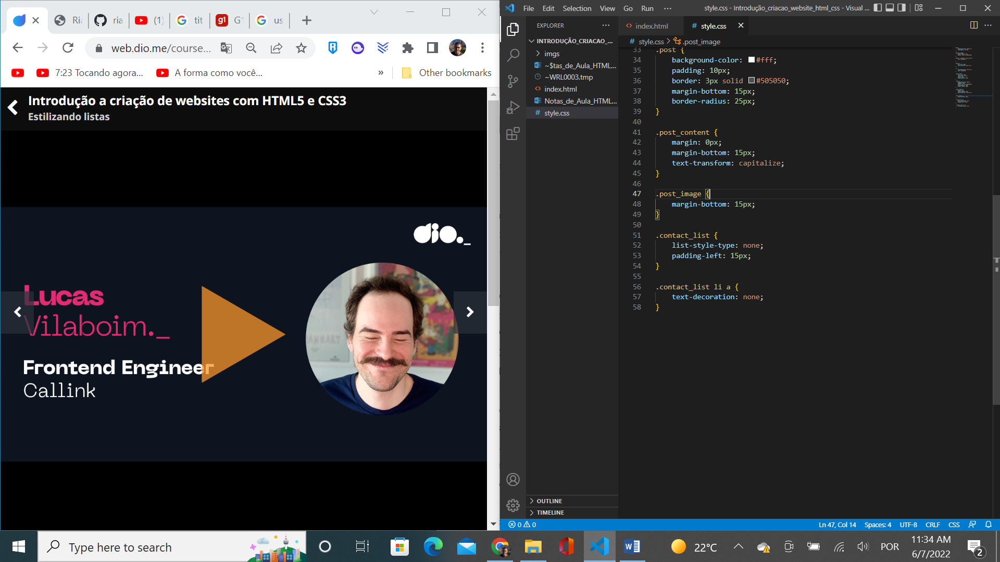 Ria
ria
(1)
tit
G1
us
web.dio.me/course...
7:23 Tocando agora...
A forma como você...
»
Other bookmarks
Introdução a criação de websites com HTML5 e CSS3
Estilizando listas
dio._
Lucas
Vilaboim._
Frontend Engineer
Callink
File Edit Selection View Go Run ···
style.css - Introdução_criacao_website_html_css - Visual ...
EXPLORER
INTRODUÇÃO_CRIACAO_...
imgs
~$tas_de_Aula_HTML...
~WRL0003.tmp
index.html
Notas_de_Aula_HTML...
style.css
OUTLINE
TIMELINE
index.html
# style.css
# style.css > .post_image
33 .post {
34 background-color: #fff;
35 padding: 10px;
36 border: 3px solid #505050;
37 margin-bottom: 15px;
38 border-radius: 25px;
39 }
40
41 .post_content {
42 margin: 0px;
43 margin-bottom: 15px;
44 text-transform: capitalize;
45 }
46
47 .post_image {
48 margin-bottom: 15px;
49 }
50
51 .contact_list {
52 list-style-type: none;
53 padding-left: 15px;
54 }
55
56 .contact_list li a {
57 text-decoration: none;
58 }
0 0
Ln 47, Col 14
Spaces: 4
UTF-8
CRLF
CSS
Type here to search
22°C
POR
11:34 AM
6/7/2022
2